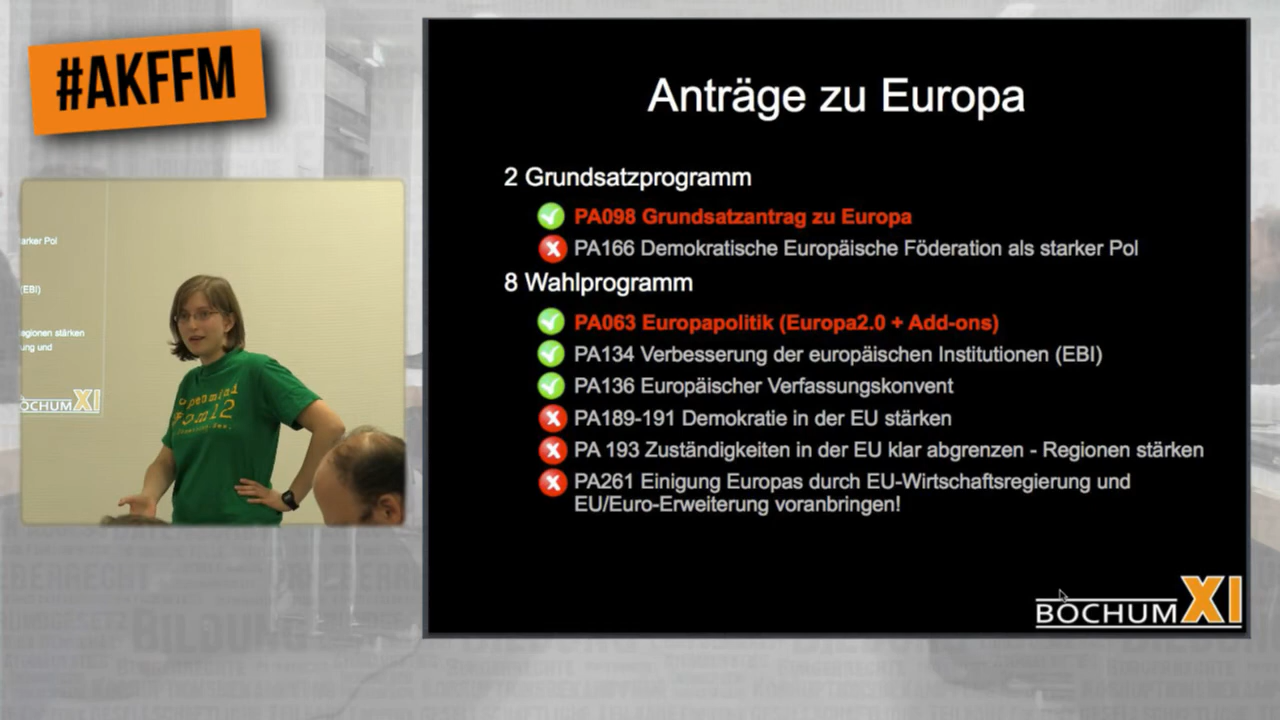 #AKFFM
Anträge zu Europa
2 Grundsatzprogramm
PA098 Grundsatzantrag zu Europa
PA166 Demokratische Europäische Föderation als starker Pol
8 Wahlprogramm
PA063 Europapolitik (Europa2.0 + Add-ons)
PA134 Verbesserung der europäischen Institutionen (EBI)
PA136 Europäischer Verfassungskonvent
PA189-191 Demokratie in der EU stärken
PA 193 Zuständigkeiten in der EU klar abgrenzen - Regionen stärken
PA261 Einigung Europas durch EU-Wirtschaftsregierung und
EU/Euro-Erweiterung voranbringen!
BOCHUM XI
arker Pol
(EBI)
egionen stärken
ung und
OCHUM XI
openmind
BILDUNG